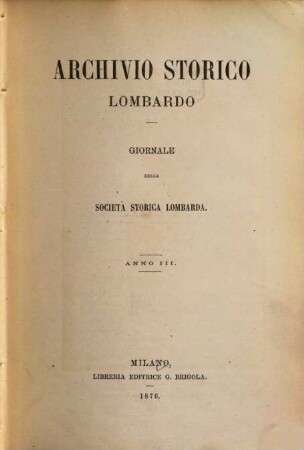 ARCHIVIO STORICO
LOMBARDO
GIORNALE
DELLA
SOCIETÀ STORICA LOMBARDA.
ANNO III.
MILANO,
LIBRERIA EDITRICE G. BRIGOLA.
1876.